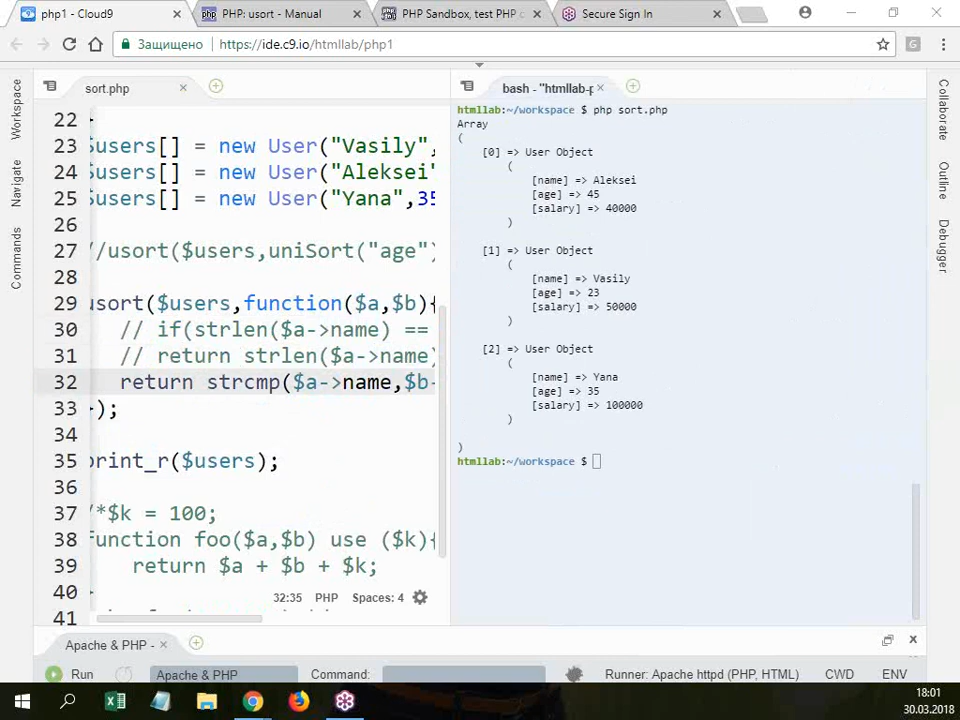 php1 - Cloud9
PHP: usort - Manual
PHP Sandbox, test PHP
Secure Sign In
Защищено
https://ide.c9.io/htmllab/php1
Workspace
Navigate
Commands
sort.php
22
23 $users[] = new User("Vasily",
24 $users[] = new User("Aleksei"
25 $users[] = new User("Yana",35
26
27 //usort($users,uniSort("age")
28
29 usort($users,function($a,$b){
30 // if(strlen($a->name) ==
31 // return strlen($a->name)
32 return strcmp($a->name,$b-
33 });
34
35 print_r($users);
36
37 /*$k = 100;
38 function foo($a,$b) use ($k){
39 return $a + $b + $k;
40
41
32:35 PHP Spaces: 4
bash - "htmllab-p
htmllab:~/workspace $ php sort.php
Array
(
[0] => User Object
(
[name] => Aleksei
[age] => 45
[salary] => 40000
)
[1] => User Object
(
[name] => Vasily
[age] => 23
[salary] => 50000
)
[2] => User Object
(
[name] => Yana
[age] => 35
[salary] => 100000
)
)
htmllab:~/workspace $
Collaborate
Outline
Debugger
Apache & PHP -
Run
Apache & PHP
Command:
Runner: Apache httpd (PHP, HTML)
CWD
ENV
18:01
30.03.2018